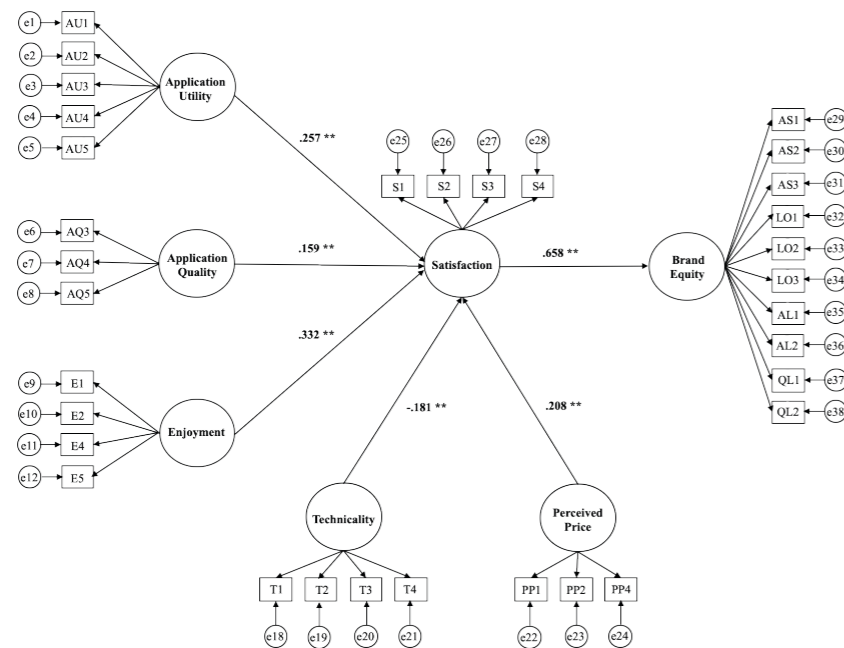 e1 AU1
e2 AU2
e3 AU3
e4 AU4
e5 AU5
Application
Utility
.257 **
e25 e26 e27 e28
S1 S2 S3 S4
e6 AQ3
e7 AQ4
e8 AQ5
Application
Quality
.159 **
Satisfaction
.658 **
Brand
Equity
AS1 e29
AS2 e30
AS3 e31
LO1 e32
LO2 e33
LO3 e34
AL1 e35
AL2 e36
QL1 e37
QL2 e38
.332 **
e9 E1
e10 E2
e11 E4
e12 E5
Enjoyment
-.181 **
.208 **
Technicality
Perceived
Price
T1 T2 T3 T4
PP1 PP2 PP4
e18 e19 e20 e21
e22 e23 e24